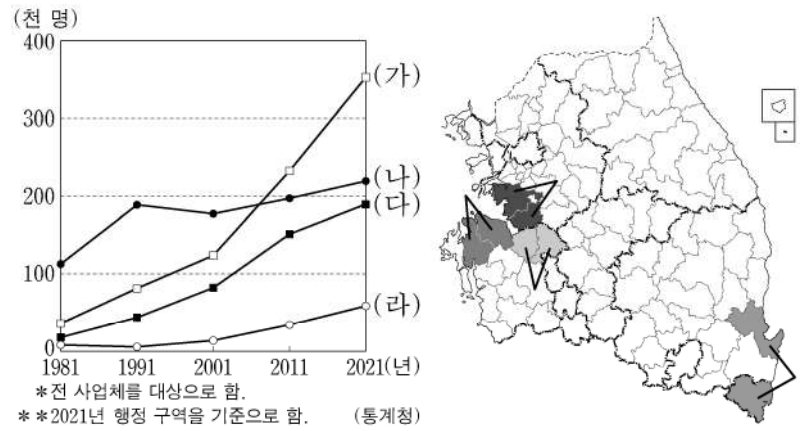 (천 명)
400
300
200
100
0
(가)
(나)
(다)
(라)
1981 1991 2001 2011 2021(년)
*전 사업체를 대상으로 함.
**2021년 행정 구역을 기준으로 함. (통계청)